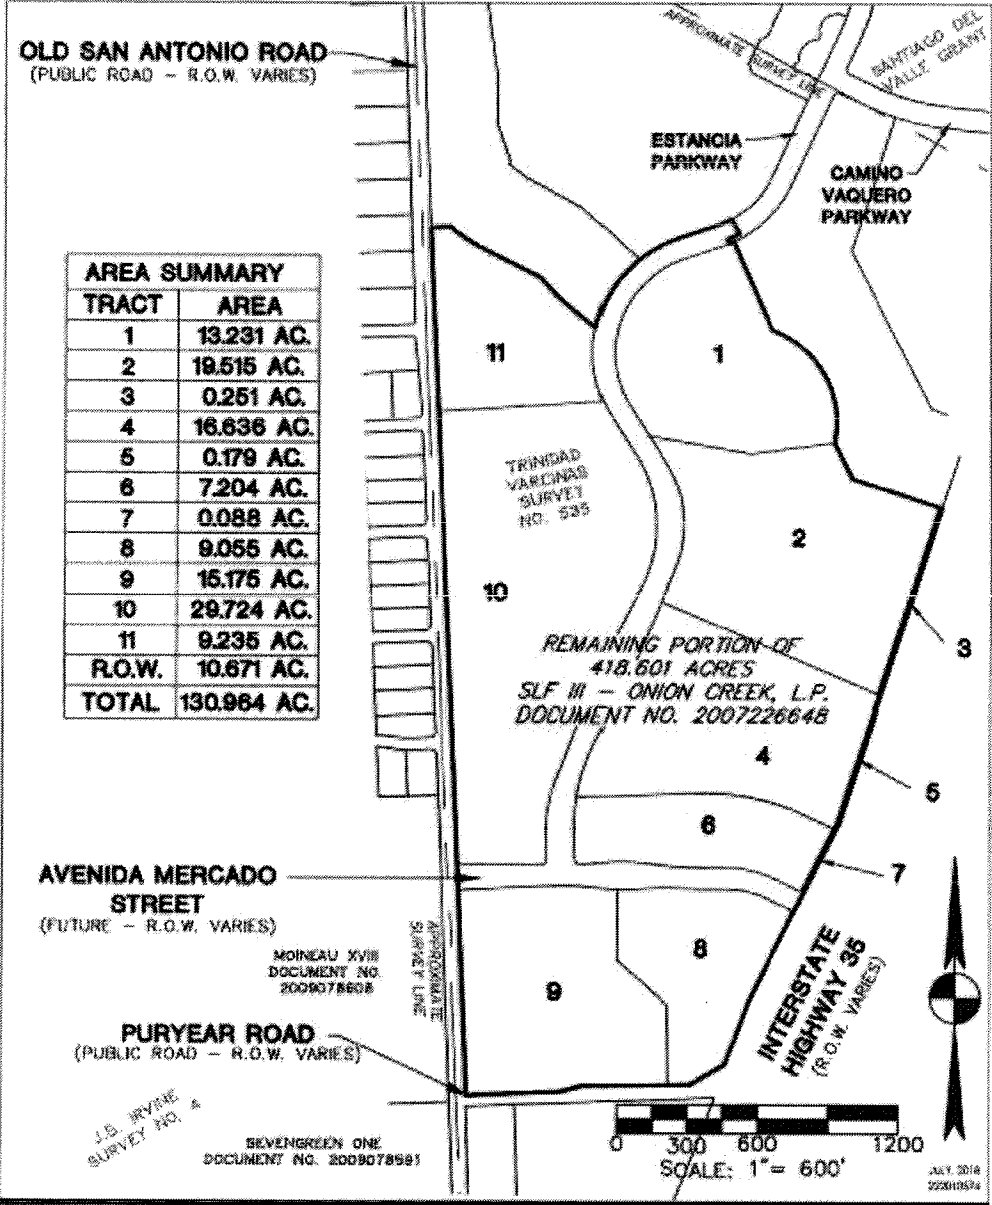 OLD SAN ANTONIO ROAD
(PUBLIC ROAD – R.O.W. VARIES)
APPROXIMATE SURVEY LINE
SANTIAGO DEL
VALLE GRANT
ESTANCIA
PARKWAY
CAMINO
VAQUERO
PARKWAY
AREA SUMMARY
TRACT AREA
1 13.231 AC.
2 19.515 AC.
3 0.251 AC.
4 16.636 AC.
5 0.179 AC.
6 7.204 AC.
7 0.088 AC.
8 9.055 AC.
9 15.175 AC.
10 29.724 AC.
11 9.235 AC.
R.O.W. 10.671 AC.
TOTAL 130.964 AC.
11
1
TRINIDAD
VARCINAS
SURVEY
NO. 535
2
10
3
REMAINING PORTION OF
418.601 ACRES
SLF III – ONION CREEK, L.P.
DOCUMENT NO. 2007226648
4
5
6
7
AVENIDA MERCADO
STREET
(FUTURE – R.O.W. VARIES)
APPROXIMATE
SURVEY LINE
MOINEAU XVIII
DOCUMENT NO.
2009078608
8
9
INTERSTATE
HIGHWAY 35
(R.O.W. VARIES)
PURYEAR ROAD
(PUBLIC ROAD – R.O.W. VARIES)
J.S. IRVINE
SURVEY NO. 4
SEVENGREEN ONE
DOCUMENT NO. 2009078591
0 300 600 1200
SCALE: 1"= 600'
JULY, 2018